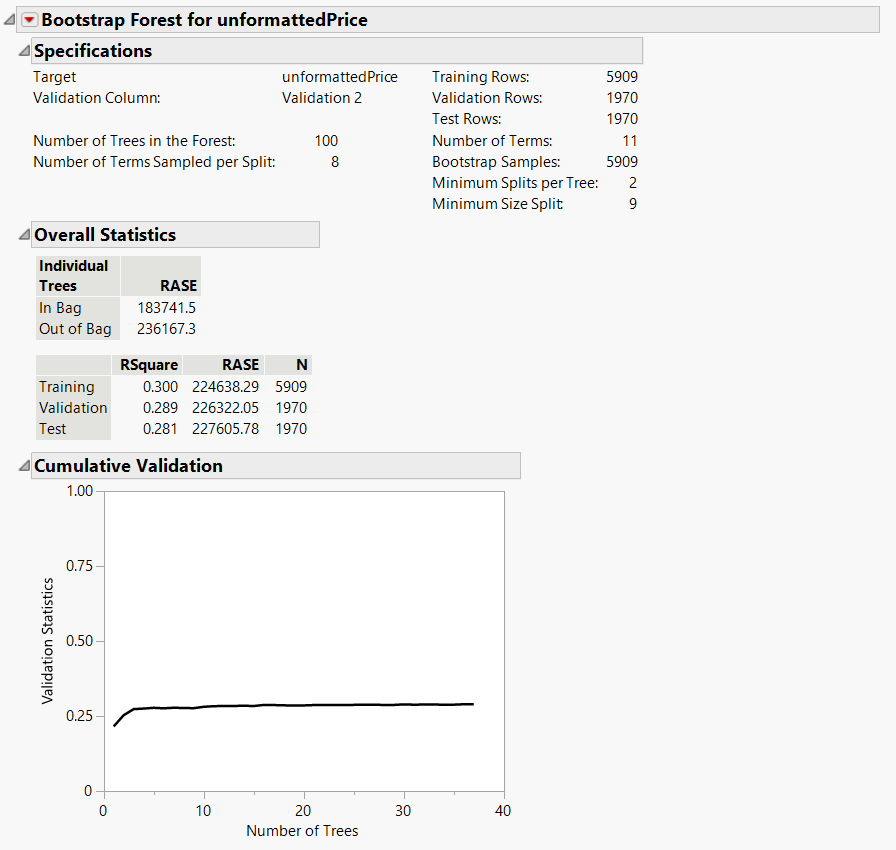 Bootstrap Forest for unformattedPrice
Specifications
Target unformattedPrice Training Rows: 5909
Validation Column: Validation 2 Validation Rows: 1970
Test Rows: 1970
Number of Trees in the Forest: 100 Number of Terms: 11
Number of Terms Sampled per Split: 8 Bootstrap Samples: 5909
Minimum Splits per Tree: 2
Minimum Size Split: 9
Overall Statistics
Individual
Trees RASE
In Bag 183741.5
Out of Bag 236167.3
RSquare RASE N
Training 0.300 224638.29 5909
Validation 0.289 226322.05 1970
Test 0.281 227605.78 1970
Cumulative Validation
1.00
0.75
0.50
0.25
0
Validation Statistics
0 10 20 30 40
Number of Trees